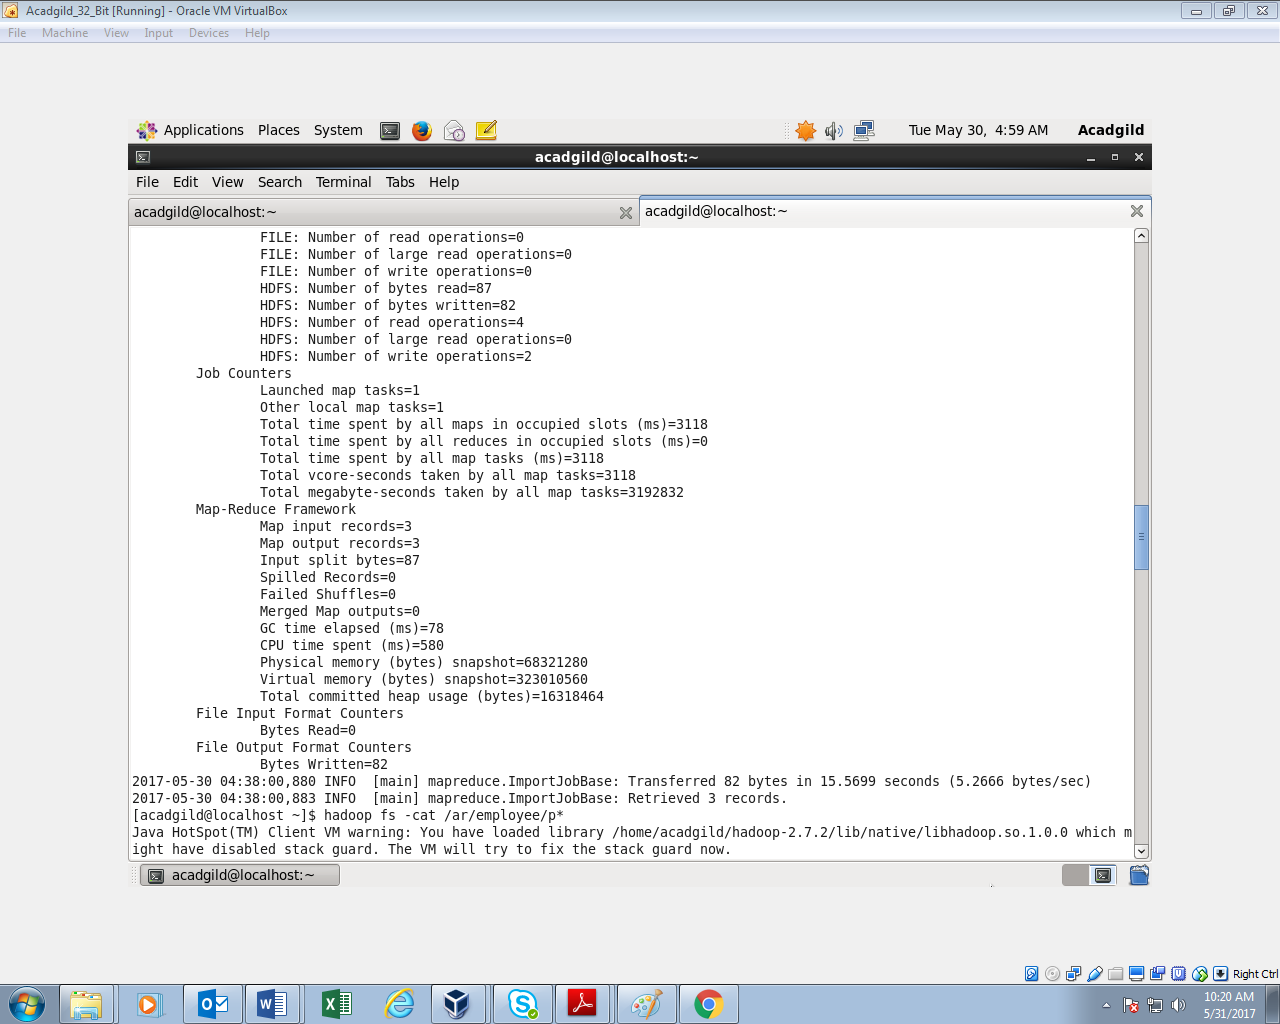 Acadgild_32_Bit [Running] - Oracle VM VirtualBox
File Machine View Input Devices Help
Applications Places System Tue May 30, 4:59 AM Acadgild
acadgild@localhost:~
File Edit View Search Terminal Tabs Help
acadgild@localhost:~ acadgild@localhost:~
FILE: Number of read operations=0
FILE: Number of large read operations=0
FILE: Number of write operations=0
HDFS: Number of bytes read=87
HDFS: Number of bytes written=82
HDFS: Number of read operations=4
HDFS: Number of large read operations=0
HDFS: Number of write operations=2
Job Counters
Launched map tasks=1
Other local map tasks=1
Total time spent by all maps in occupied slots (ms)=3118
Total time spent by all reduces in occupied slots (ms)=0
Total time spent by all map tasks (ms)=3118
Total vcore-seconds taken by all map tasks=3118
Total megabyte-seconds taken by all map tasks=3192832
Map-Reduce Framework
Map input records=3
Map output records=3
Input split bytes=87
Spilled Records=0
Failed Shuffles=0
Merged Map outputs=0
GC time elapsed (ms)=78
CPU time spent (ms)=580
Physical memory (bytes) snapshot=68321280
Virtual memory (bytes) snapshot=323010560
Total committed heap usage (bytes)=16318464
File Input Format Counters
Bytes Read=0
File Output Format Counters
Bytes Written=82
2017-05-30 04:38:00,880 INFO  [main] mapreduce.ImportJobBase: Transferred 82 bytes in 15.5699 seconds (5.2666 bytes/sec)
2017-05-30 04:38:00,883 INFO  [main] mapreduce.ImportJobBase: Retrieved 3 records.
[acadgild@localhost ~]$ hadoop fs -cat /ar/employee/p*
Java HotSpot(TM) Client VM warning: You have loaded library /home/acadgild/hadoop-2.7.2/lib/native/libhadoop.so.1.0.0 which m
ight have disabled stack guard. The VM will try to fix the stack guard now.
acadgild@localhost:~
Right Ctrl
10:20 AM
5/31/2017